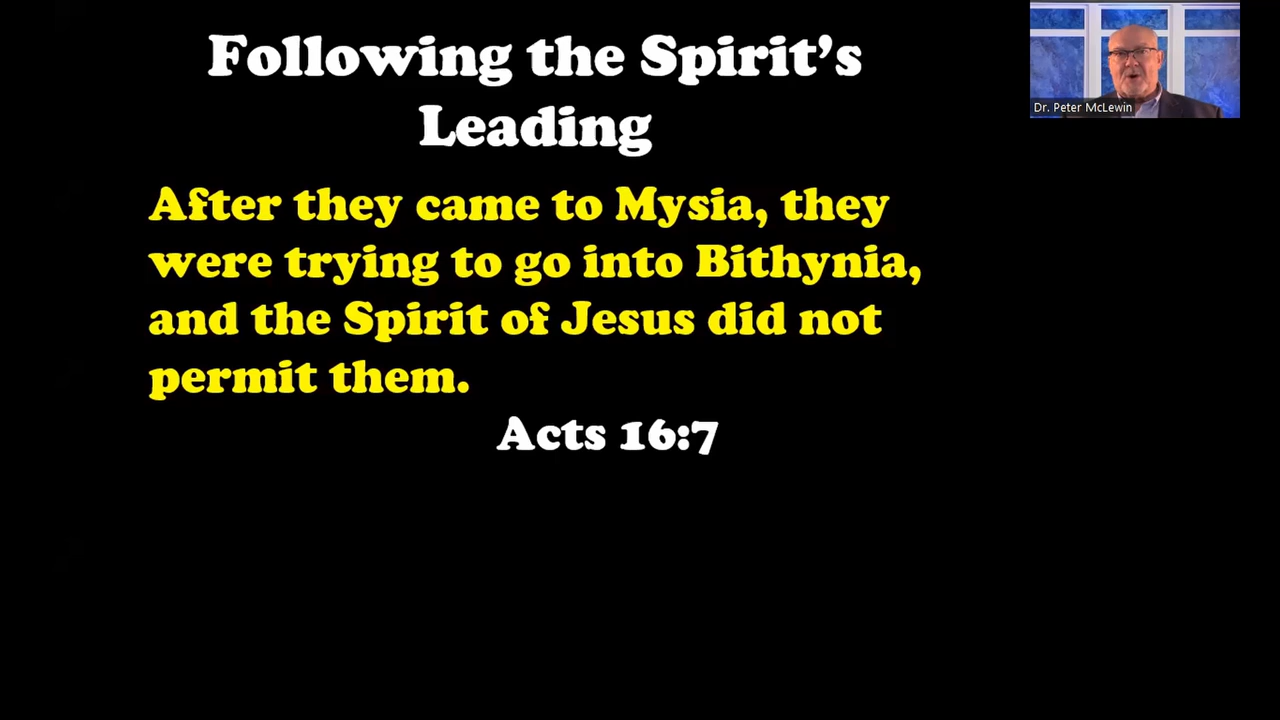 Following the Spirit’s
Leading
After they came to Mysia, they
were trying to go into Bithynia,
and the Spirit of Jesus did not
permit them.
Acts 16:7
Dr. Peter McLewin